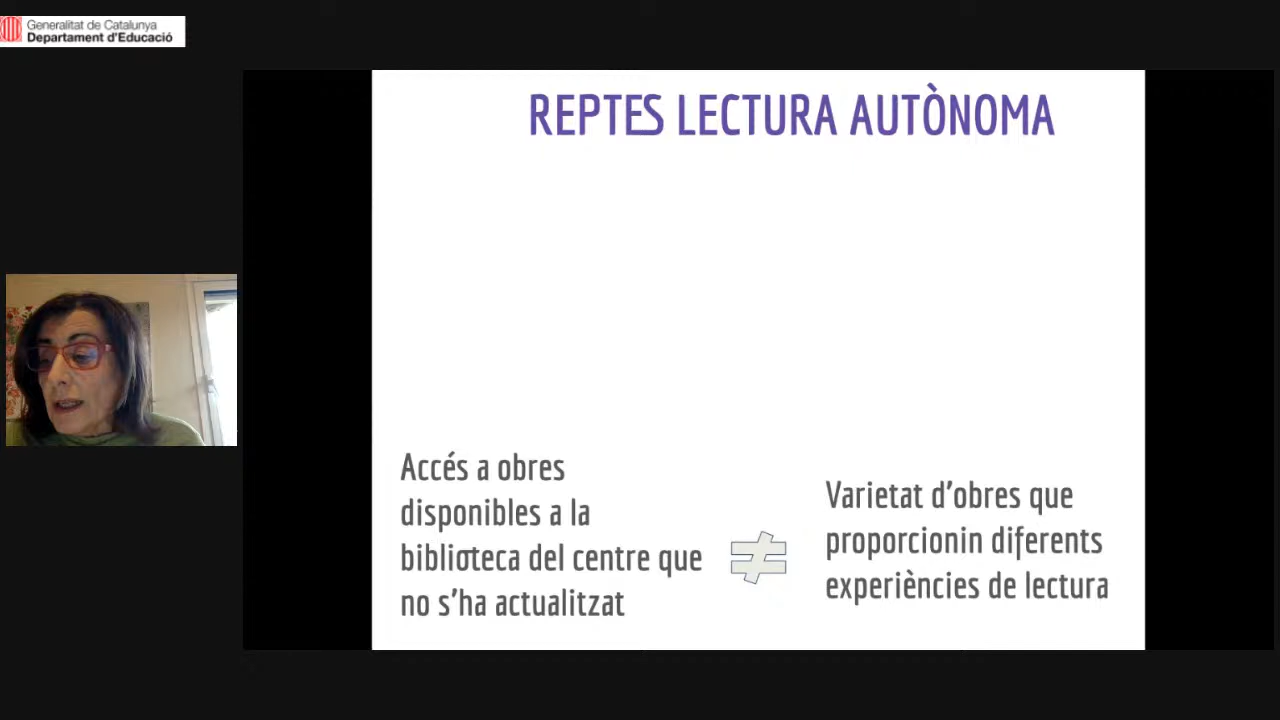 Generalitat de Catalunya
Departament d'Educació
REPTES LECTURA AUTÒNOMA
Accés a obres
disponibles a la
biblioteca del centre que
no s'ha actualitzat
≠
Varietat d'obres que
proporcionin diferents
experiències de lectura